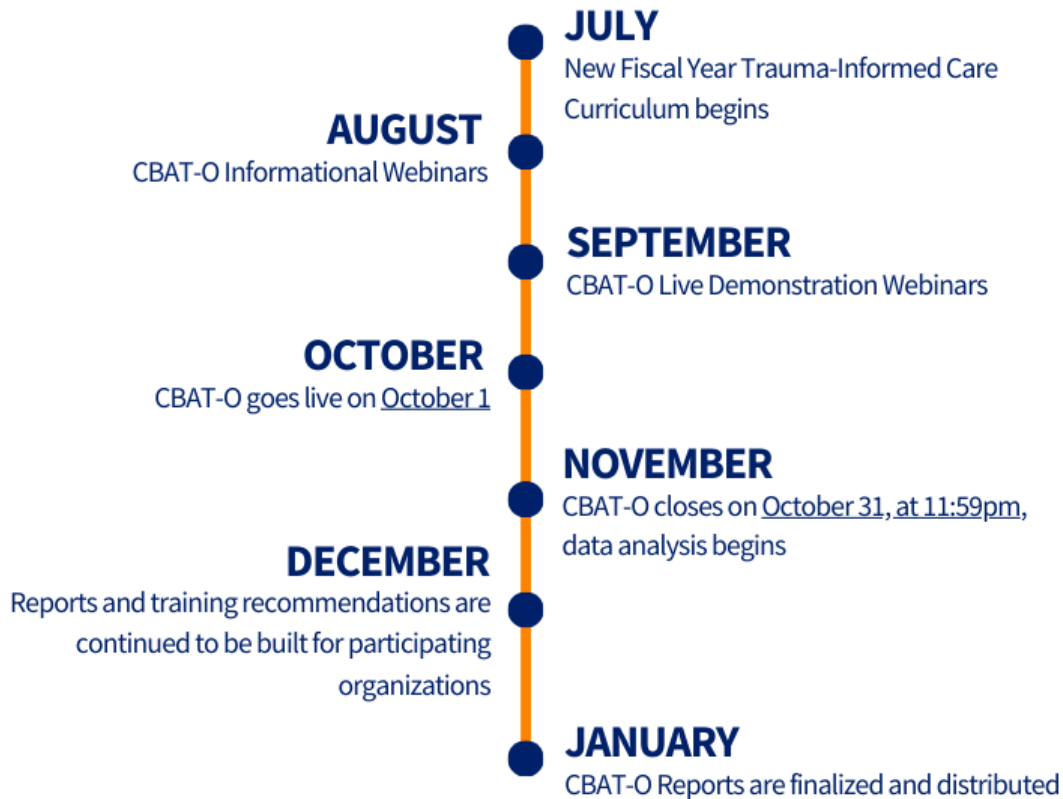 JULY
New Fiscal Year Trauma-Informed Care
Curriculum begins
AUGUST
CBAT-O Informational Webinars
SEPTEMBER
CBAT-O Live Demonstration Webinars
OCTOBER
CBAT-O goes live on October 1
NOVEMBER
CBAT-O closes on October 31, at 11:59pm,
data analysis begins
DECEMBER
Reports and training recommendations are
continued to be built for participating
organizations
JANUARY
CBAT-O Reports are finalized and distributed